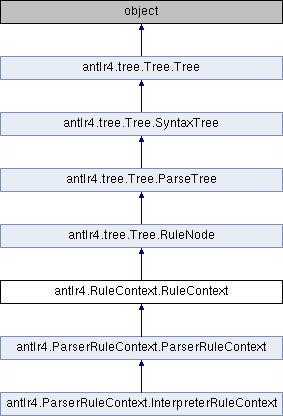 object
antlr4.tree.Tree.Tree
antlr4.tree.Tree.SyntaxTree
antlr4.tree.Tree.ParseTree
antlr4.tree.Tree.RuleNode
antlr4.RuleContext.RuleContext
antlr4.ParserRuleContext.ParserRuleContext
antlr4.ParserRuleContext.InterpreterRuleContext